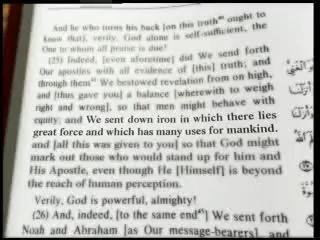 And he who turns his back [on this truth⁴⁰ ought to
know that], verily, God alone is self-sufficient, the
One to whom all praise is due!
(25) Indeed, [even aforetime] did We send forth
Our apostles with all evidence of [this] truth; and
through them⁴¹ We bestowed revelation from on high,
and [thus gave you] a balance [wherewith to weigh
right and wrong], so that men might behave with
equity; and We sent down iron in which there lies
great force and which has many uses for mankind.
and [all this was given to you] so that God might
mark out those who would stand up for him and
His Apostle, even though He [Himself] is beyond
the reach of human perception.
Verily, God is powerful, almighty!
(26) And, indeed, [to the same end⁴⁵] We sent forth
Noah and Abraham [as Our message-bearers], and